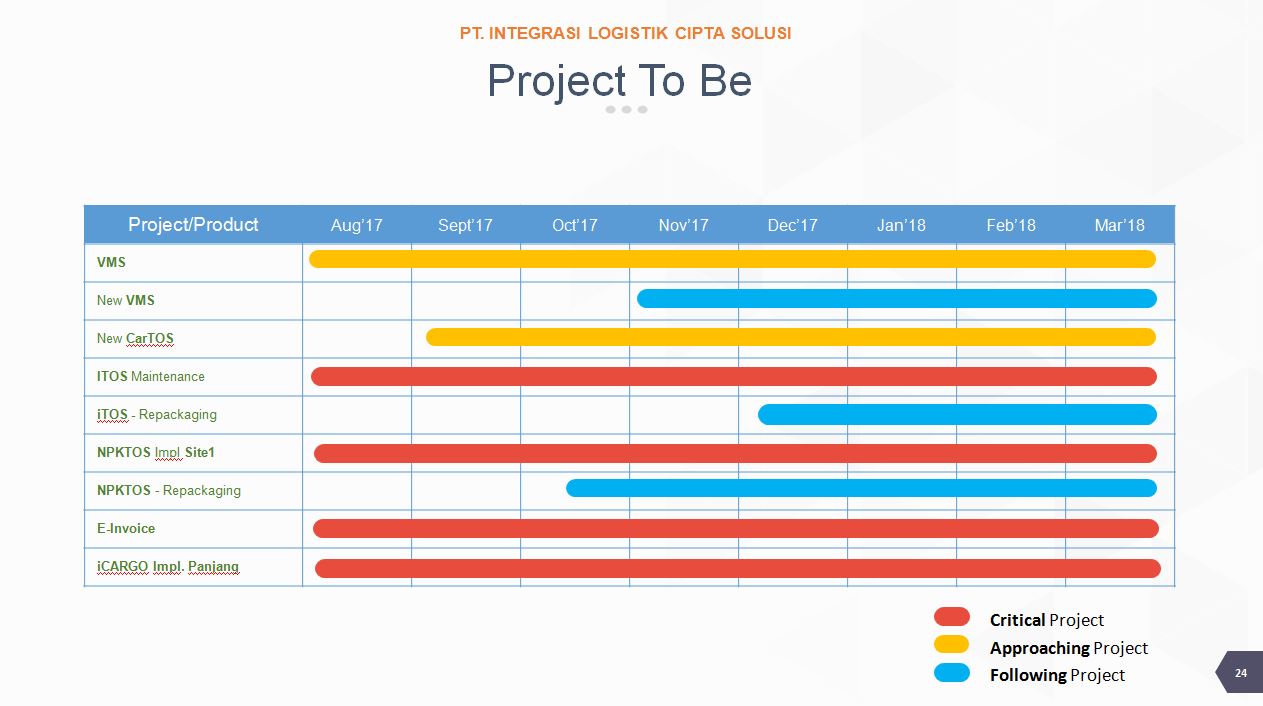 PT. INTEGRASI LOGISTIK CIPTA SOLUSI
Project To Be
Project/Product Aug’17 Sept’17 Oct’17 Nov’17 Dec’17 Jan’18 Feb’18 Mar’18
VMS
New VMS
New CarTOS
ITOS Maintenance
iTOS - Repackaging
NPKTOS Impl Site1
NPKTOS - Repackaging
E-Invoice
iCARGO Impl. Panjang
Critical Project
Approaching Project
Following Project
24